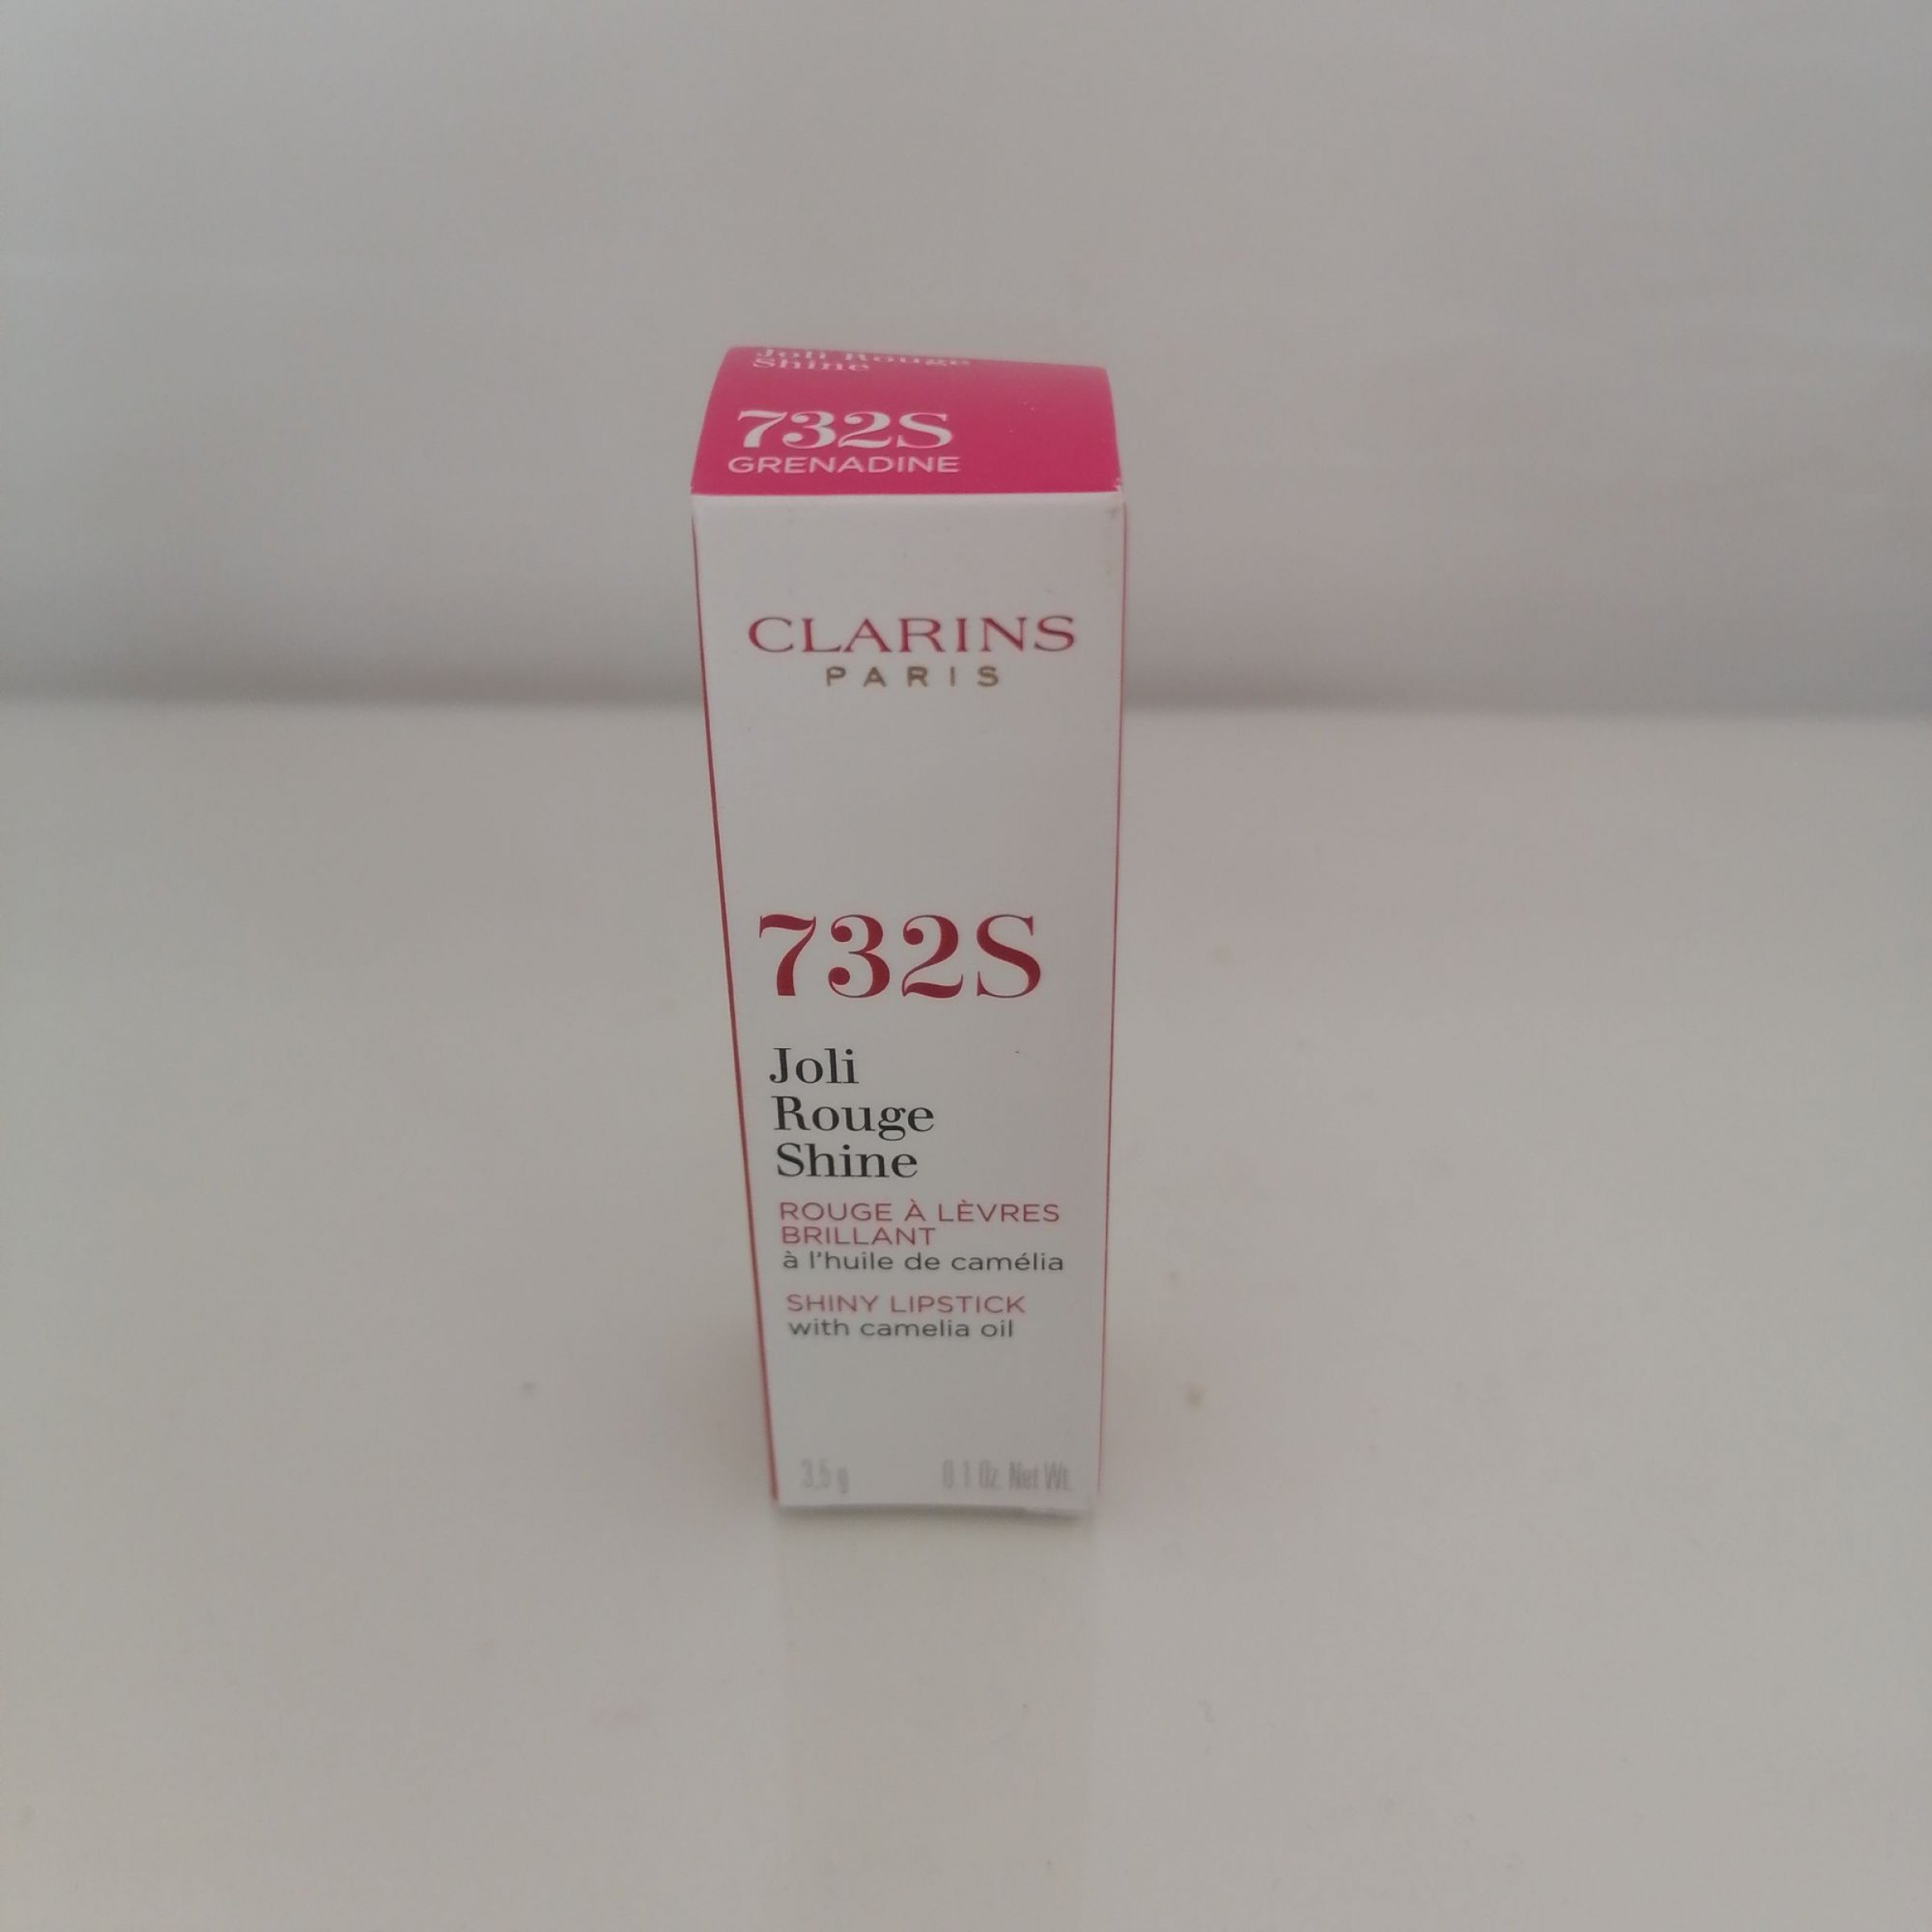 Joli Rouge
Shine
732S
GRENADINE
CLARINS
PARIS
732S
Joli
Rouge
Shine
ROUGE À LÈVRES
BRILLANT
à l'huile de camélia
SHINY LIPSTICK
with camelia oil
3,5 g 0.1 Oz. Net Wt.